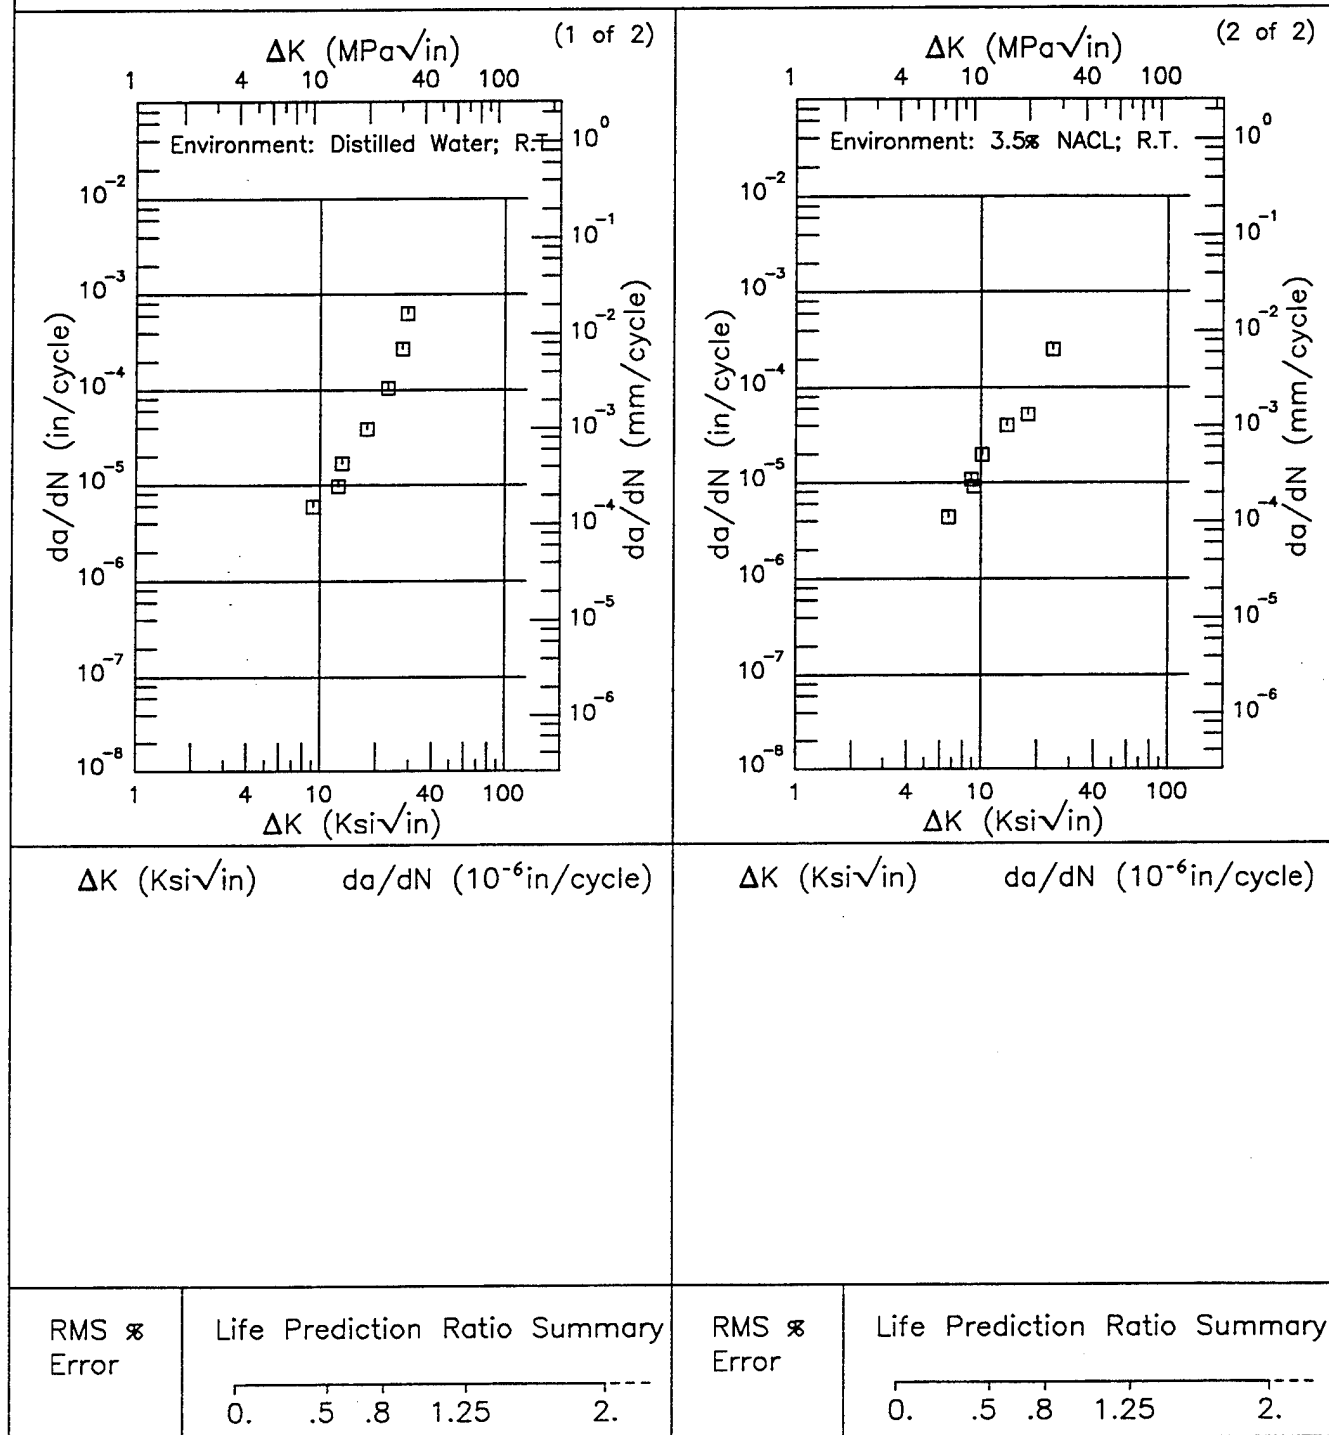 (1 of 2)
ΔK (MPa√in)
1 4 10 40 100
Environment: Distilled Water; R.T.
10⁰
10⁻²
10⁻¹
10⁻³
10⁻²
10⁻⁴
10⁻³
10⁻⁵
10⁻⁴
10⁻⁶
10⁻⁵
10⁻⁷
10⁻⁶
10⁻⁸
da/dN (in/cycle)
da/dN (mm/cycle)
1 4 10 40 100
ΔK (Ksi√in)
(2 of 2)
ΔK (MPa√in)
1 4 10 40 100
Environment: 3.5% NACL; R.T.
10⁰
10⁻²
10⁻¹
10⁻³
10⁻²
10⁻⁴
10⁻³
10⁻⁵
10⁻⁴
10⁻⁶
10⁻⁵
10⁻⁷
10⁻⁶
10⁻⁸
da/dN (in/cycle)
da/dN (mm/cycle)
1 4 10 40 100
ΔK (Ksi√in)
ΔK (Ksi√in) da/dN (10⁻⁶in/cycle)
ΔK (Ksi√in) da/dN (10⁻⁶in/cycle)
RMS %
Error
Life Prediction Ratio Summary
0. .5 .8 1.25 2.
RMS %
Error
Life Prediction Ratio Summary
0. .5 .8 1.25 2.